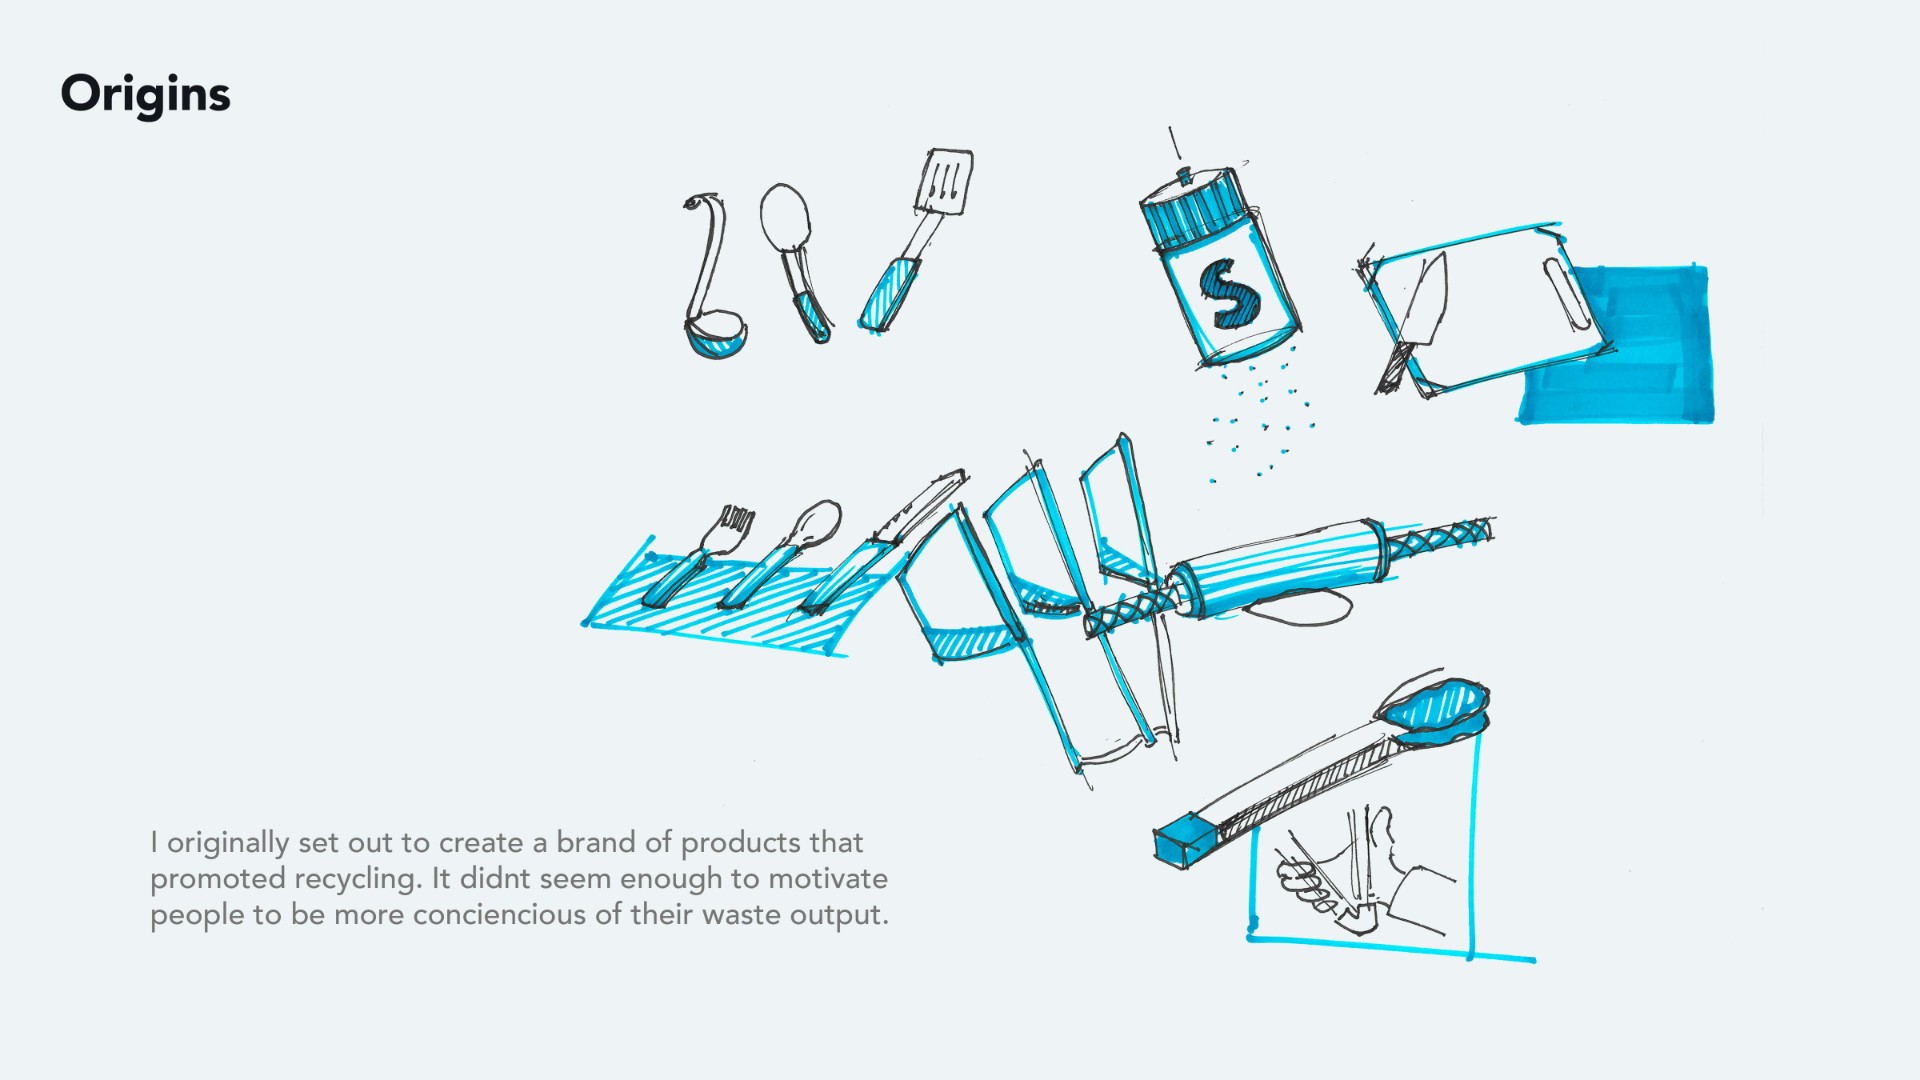 Origins
S
I originally set out to create a brand of products that
promoted recycling. It didnt seem enough to motivate
people to be more conciencious of their waste output.